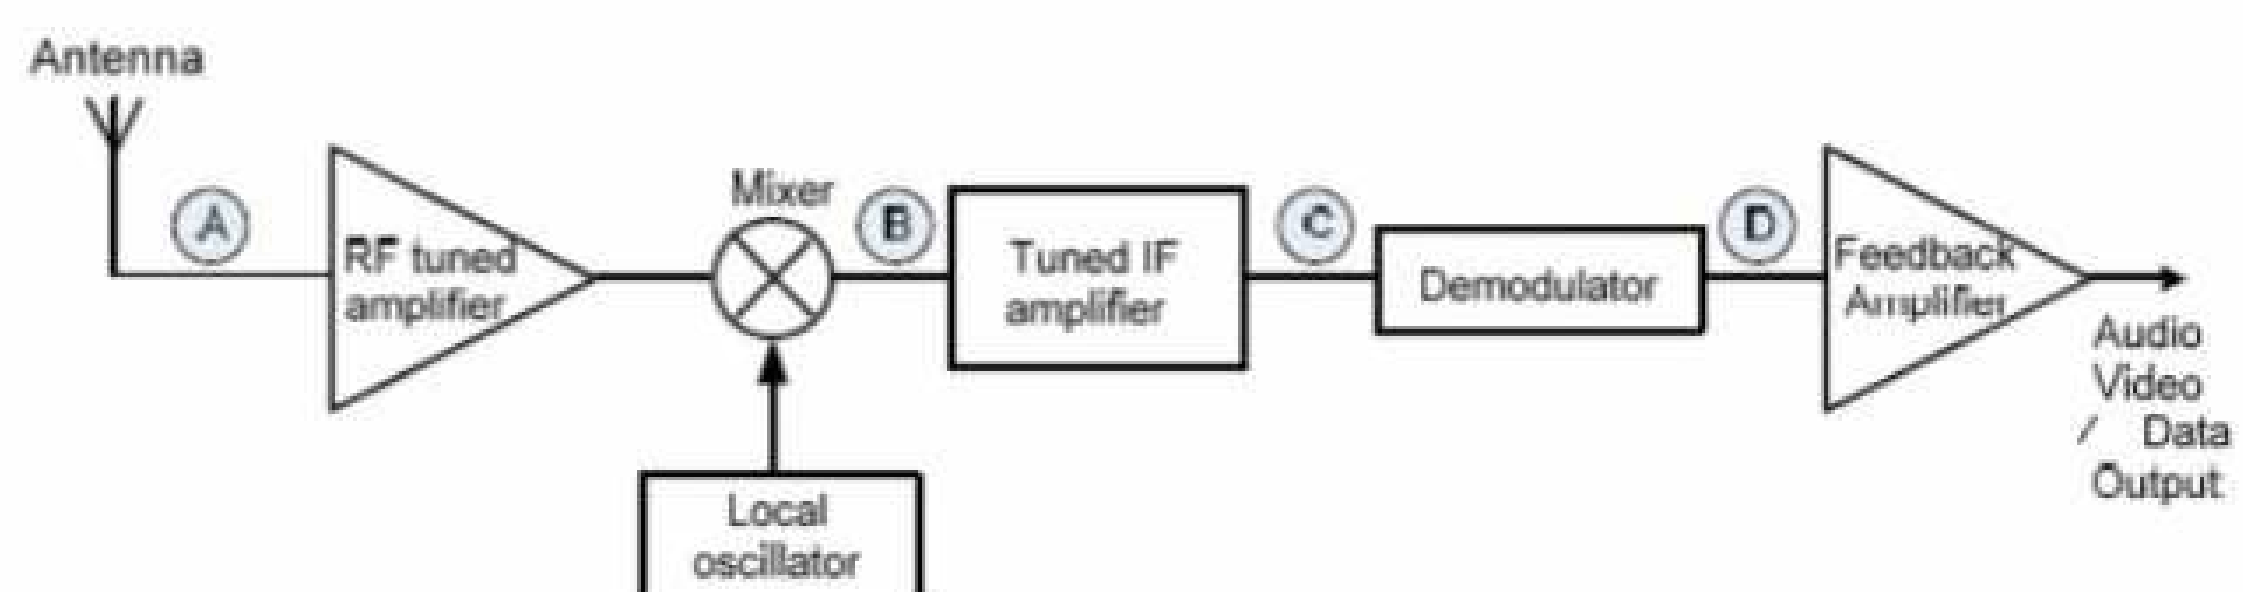 Antenna
A
RF tuned
amplifier
Mixer
B
Tuned IF
amplifier
C
Demodulator
D
Feedback
Amplifier
Audio
Video
/ Data
Output
Local
oscillator